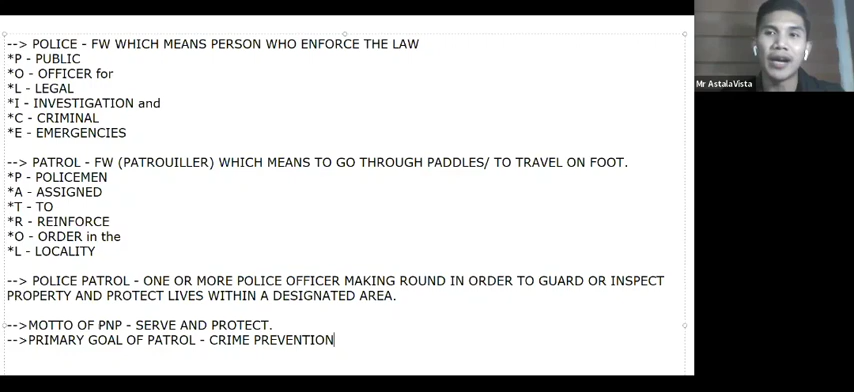 --> POLICE - FW WHICH MEANS PERSON WHO ENFORCE THE LAW
*P - PUBLIC
*O - OFFICER for
*L - LEGAL
*I - INVESTIGATION and
*C - CRIMINAL
*E - EMERGENCIES
--> PATROL - FW (PATROUILLER) WHICH MEANS TO GO THROUGH PADDLES/ TO TRAVEL ON FOOT.
*P - POLICEMEN
*A - ASSIGNED
*T - TO
*R - REINFORCE
*O - ORDER in the
*L - LOCALITY
--> POLICE PATROL - ONE OR MORE POLICE OFFICER MAKING ROUND IN ORDER TO GUARD OR INSPECT
PROPERTY AND PROTECT LIVES WITHIN A DESIGNATED AREA.
-->MOTTO OF PNP - SERVE AND PROTECT.
-->PRIMARY GOAL OF PATROL - CRIME PREVENTION
Mr AstalaVista